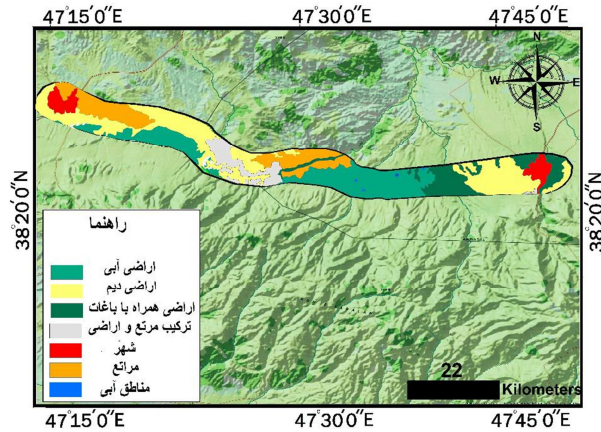 47°15′0″E 47°30′0″E 47°45′0″E
N
W E
S
38°20′0″N
38°20′0″N
راهنما
اراضی آبی
اراضی دیم
اراضی همراه با باغات
ترکیب مرتع و اراضی
شهر
مراتع
مناطق آبی
22
Kilometers
47°15′0″E 47°30′0″E 47°45′0″E